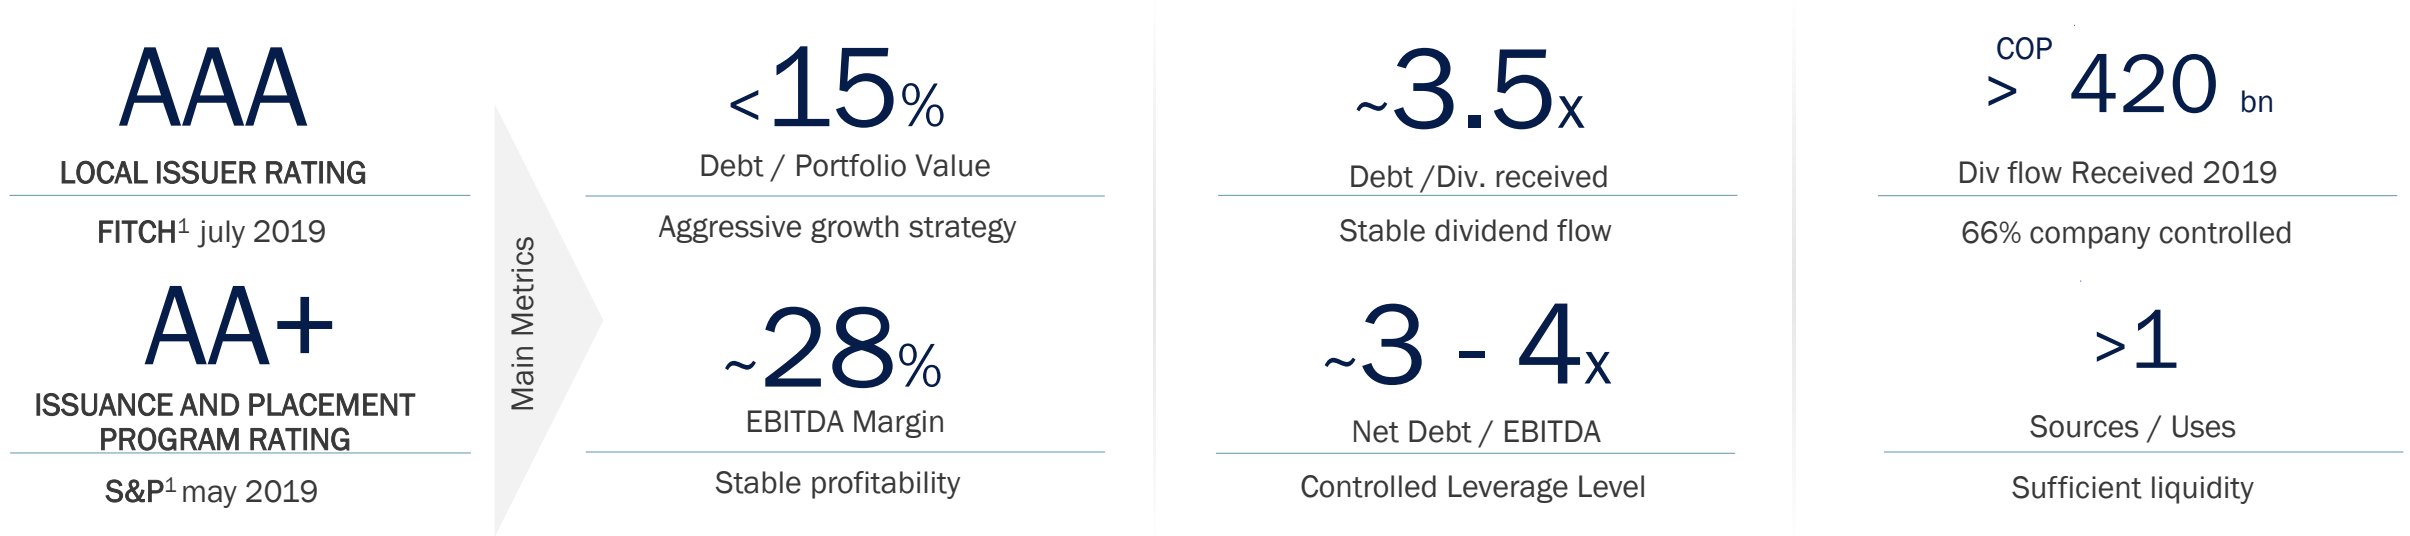 AAA
LOCAL ISSUER RATING
FITCH¹ july 2019
AA+
ISSUANCE AND PLACEMENT
PROGRAM RATING
S&P¹ may 2019
Main Metrics
<15%
Debt / Portfolio Value
Aggressive growth strategy
~28%
EBITDA Margin
Stable profitability
~3.5x
Debt /Div. received
Stable dividend flow
~3 - 4x
Net Debt / EBITDA
Controlled Leverage Level
> COP 420 bn
Div flow Received 2019
66% company controlled
>1
Sources / Uses
Sufficient liquidity